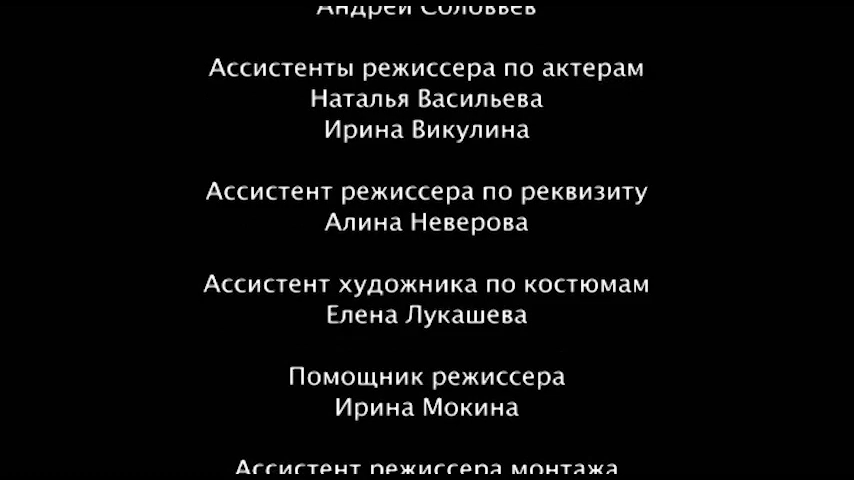 Андрей Соловьев
Ассистенты режиссера по актерам
Наталья Васильева
Ирина Викулина
Ассистент режиссера по реквизиту
Алина Неверова
Ассистент художника по костюмам
Елена Лукашева
Помощник режиссера
Ирина Мокина
Ассистент режиссера монтажа